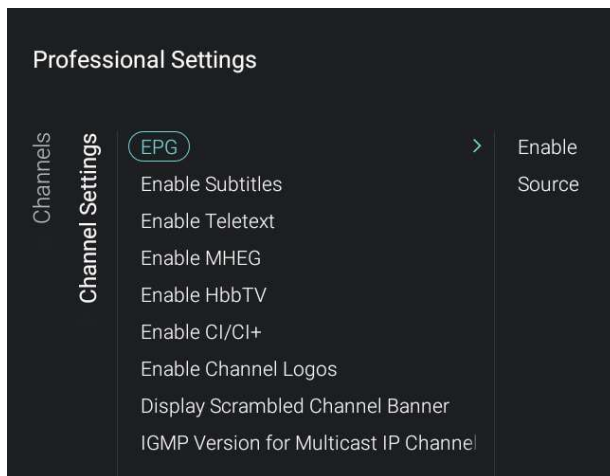 Professional Settings
Channels
Channel Settings
EPG
Enable Subtitles
Enable Teletext
Enable MHEG
Enable HbbTV
Enable CI/CI+
Enable Channel Logos
Display Scrambled Channel Banner
IGMP Version for Multicast IP Channel
Enable
Source